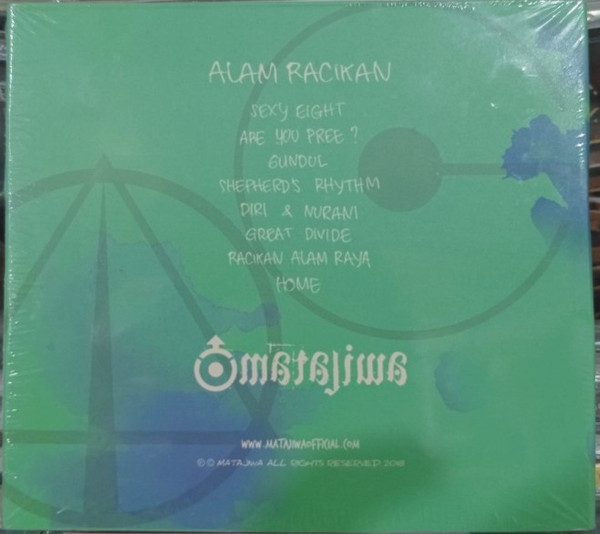 ALAM RACIKAN
SEXY EIGHT
ARE YOU PREE ?
GUNDUL
SHEPHERD'S RHYTHM
DIRI & NURANI
GREAT DIVIDE
RACIKAN ALAM RAYA
HOME
matajiwa
WWW.MATAJIWAOFFICIAL.COM
©© MATAJIWA ALL RIGHTS RESERVED 2018